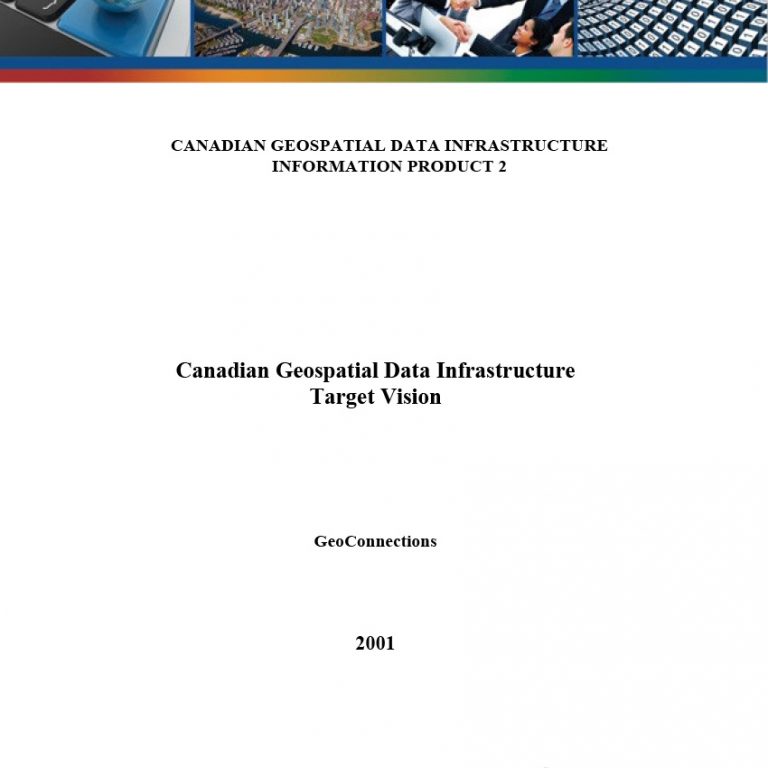 CANADIAN GEOSPATIAL DATA INFRASTRUCTURE
INFORMATION PRODUCT 2
Canadian Geospatial Data Infrastructure
Target Vision
GeoConnections
2001